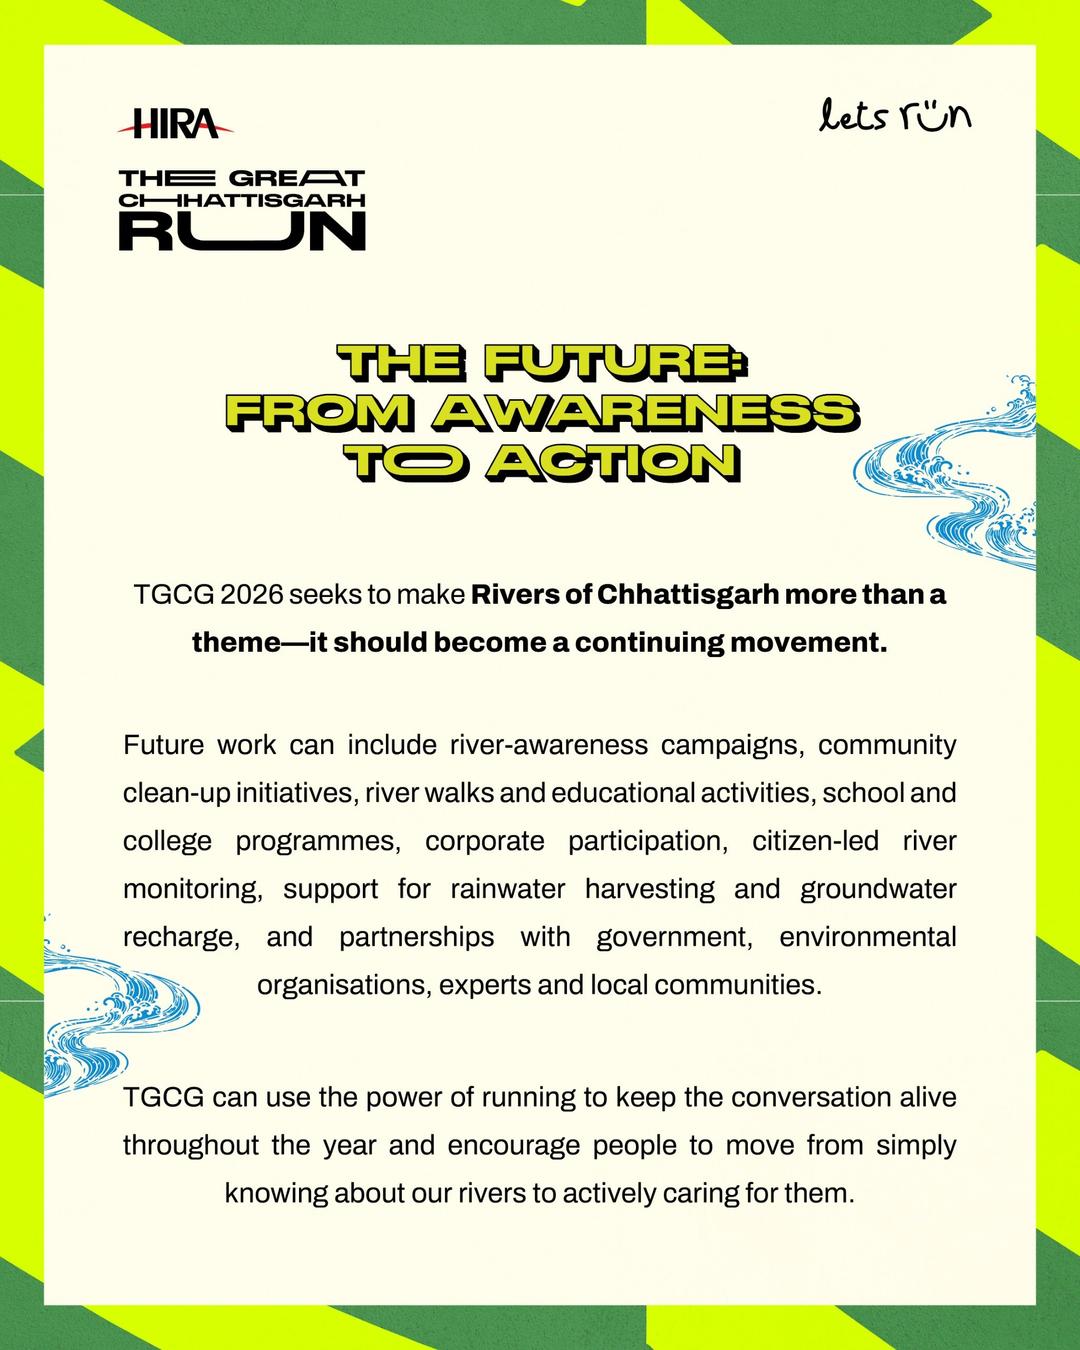 HIRA
lets run
THE GREAT
CHHATTISGARH
RUN
THE FUTURE:
FROM AWARENESS
TO ACTION
TGCG 2026 seeks to make Rivers of Chhattisgarh more than a
theme—it should become a continuing movement.
Future work can include river-awareness campaigns, community
clean-up initiatives, river walks and educational activities, school and
college programmes, corporate participation, citizen-led river
monitoring, support for rainwater harvesting and groundwater
recharge, and partnerships with government, environmental
organisations, experts and local communities.
TGCG can use the power of running to keep the conversation alive
throughout the year and encourage people to move from simply
knowing about our rivers to actively caring for them.